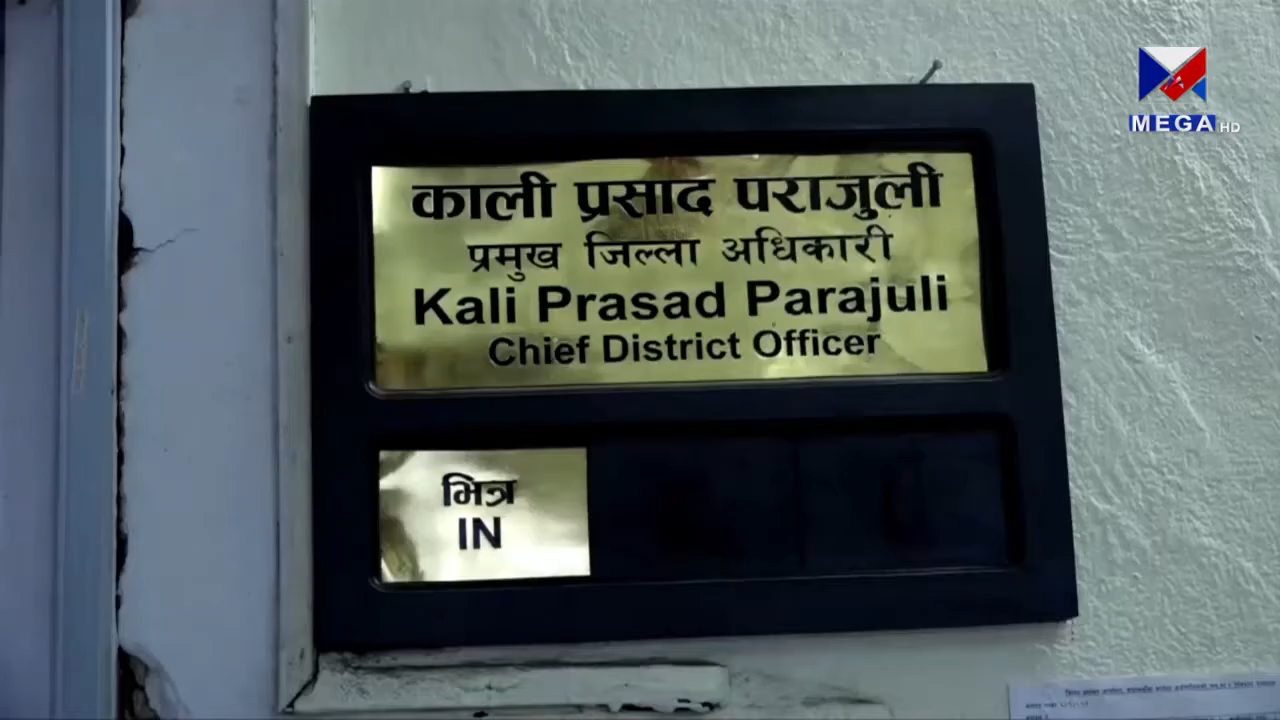 काली प्रसाद पराजुली
प्रमुख जिल्ला अधिकारी
Kali Prasad Parajuli
Chief District Officer
भित्र
IN
MEGA HD